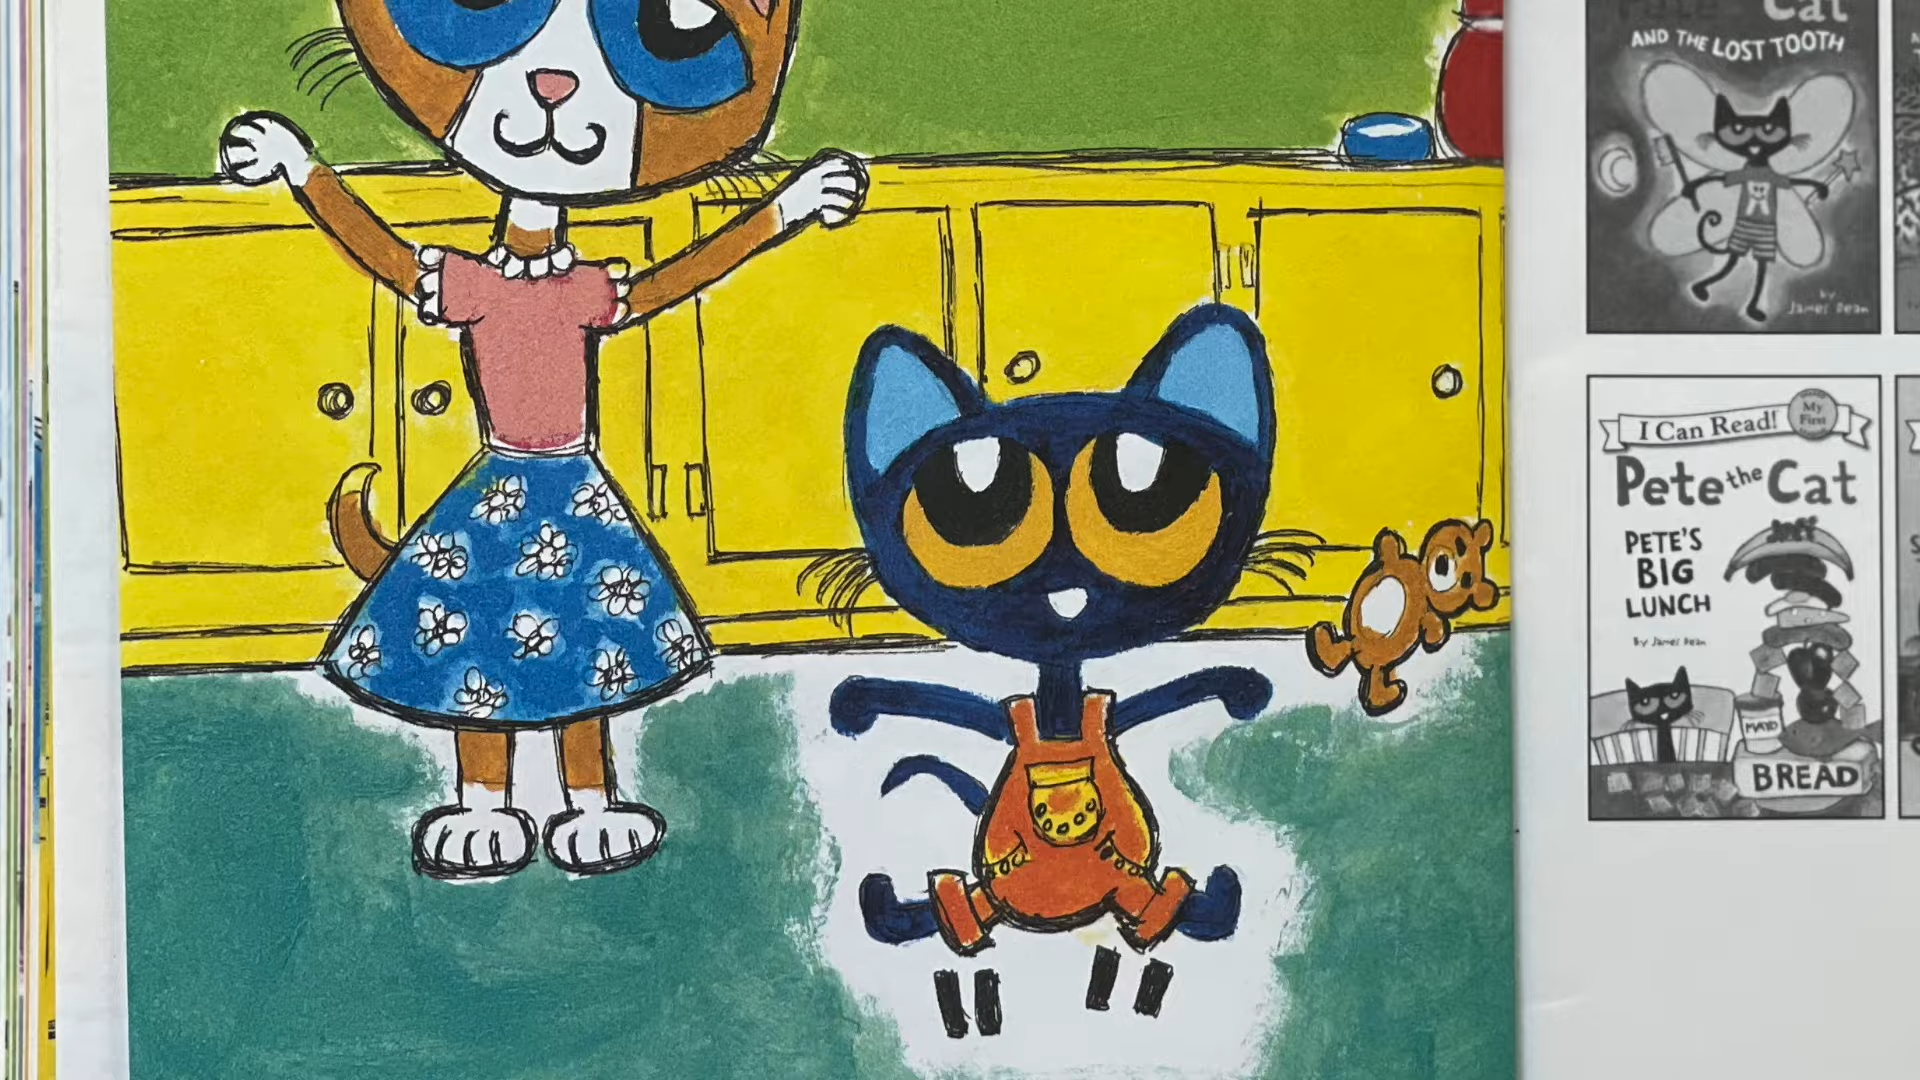 Cat
AND THE LOST TOOTH
by
James Dean
I Can Read!
My
First
Pete the Cat
PETE'S
BIG
LUNCH
By James Dean
MAYO
BREAD